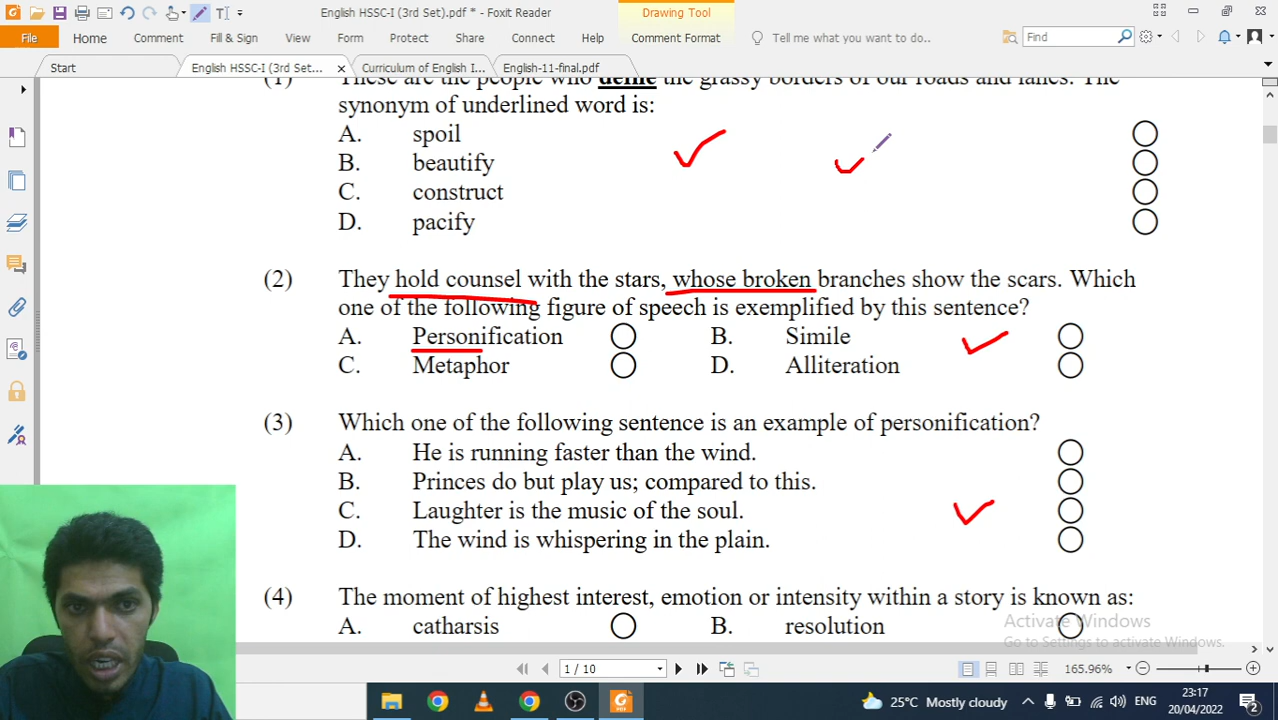 English HSSC-I (3rd Set).pdf * - Foxit Reader
Drawing Tool
File Home Comment Fill & Sign View Form Protect Share Connect Help Comment Format Tell me what you want to do.. Find
Start English HSSC-I (3rd Set... x Curriculum of English I... English-11-final.pdf
(1) These are the people who defile the grassy borders of our roads and lanes. The
synonym of underlined word is:
A. spoil
B. beautify
C. construct
D. pacify
(2) They hold counsel with the stars, whose broken branches show the scars. Which
one of the following figure of speech is exemplified by this sentence?
A. Personification B. Simile
C. Metaphor D. Alliteration
(3) Which one of the following sentence is an example of personification?
A. He is running faster than the wind.
B. Princes do but play us; compared to this.
C. Laughter is the music of the soul.
D. The wind is whispering in the plain.
(4) The moment of highest interest, emotion or intensity within a story is known as:
A. catharsis B. resolution
Activate Windows
Go to Settings to activate Windows.
1 / 10 165.96%
25°C Mostly cloudy ENG 23:17
20/04/2022 2